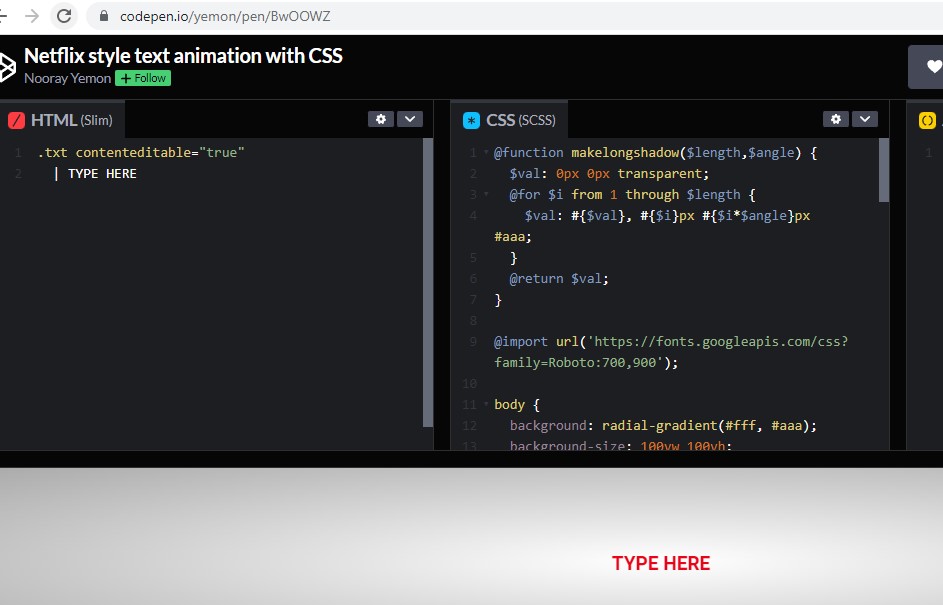 codepen.io/yemon/pen/BwOOWZ
Netflix style text animation with CSS
Nooray Yemon + Follow
HTML (Slim)
1 .txt contenteditable="true"
2 | TYPE HERE
CSS (SCSS)
1 @function makelongshadow($length,$angle) {
2 $val: 0px 0px transparent;
3 @for $i from 1 through $length {
4 $val: #{$val}, #{$i}px #{$i*$angle}px
#aaa;
5 }
6 @return $val;
7 }
8
9 @import url('https://fonts.googleapis.com/css?
family=Roboto:700,900');
10
11 body {
12 background: radial-gradient(#fff, #aaa);
13 background-size: 100vw 100vh;
1
TYPE HERE